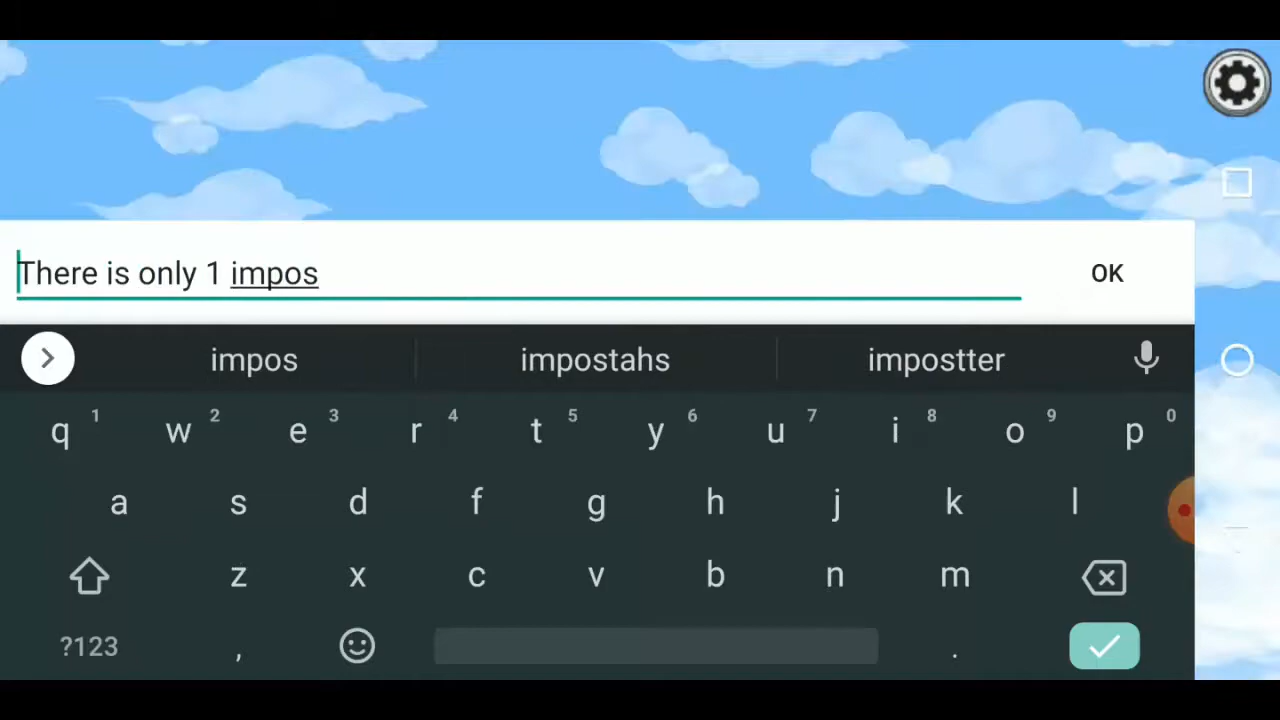 There is only 1 impos OK
impos impostahs impostter
q 1 w 2 e 3 r 4 t 5 y 6 u 7 i 8 o 9 p 0
a s d f g h j k l
z x c v b n m
?123 , .